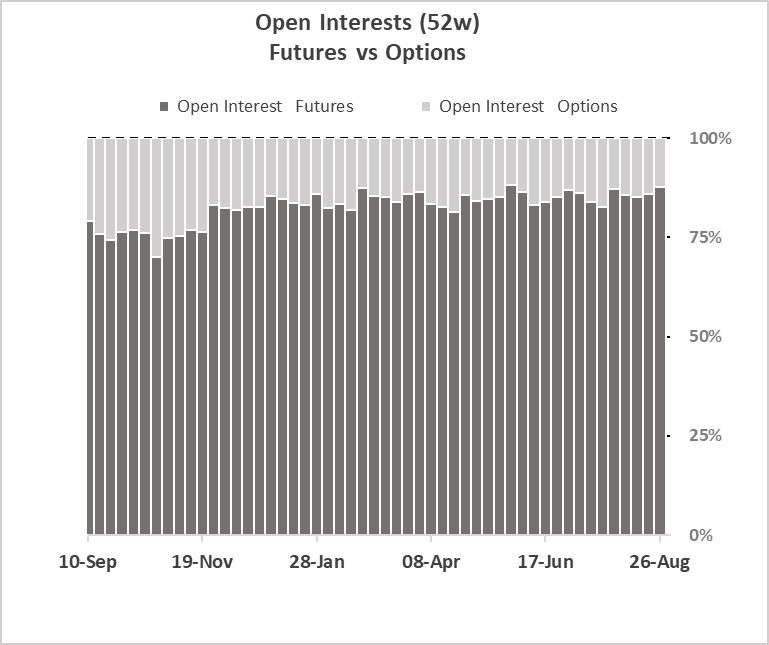 Open Interests (52w)
Futures vs Options
Open Interest Futures
Open Interest Options
100%
75%
50%
25%
0%
10-Sep
19-Nov
28-Jan
08-Apr
17-Jun
26-Aug